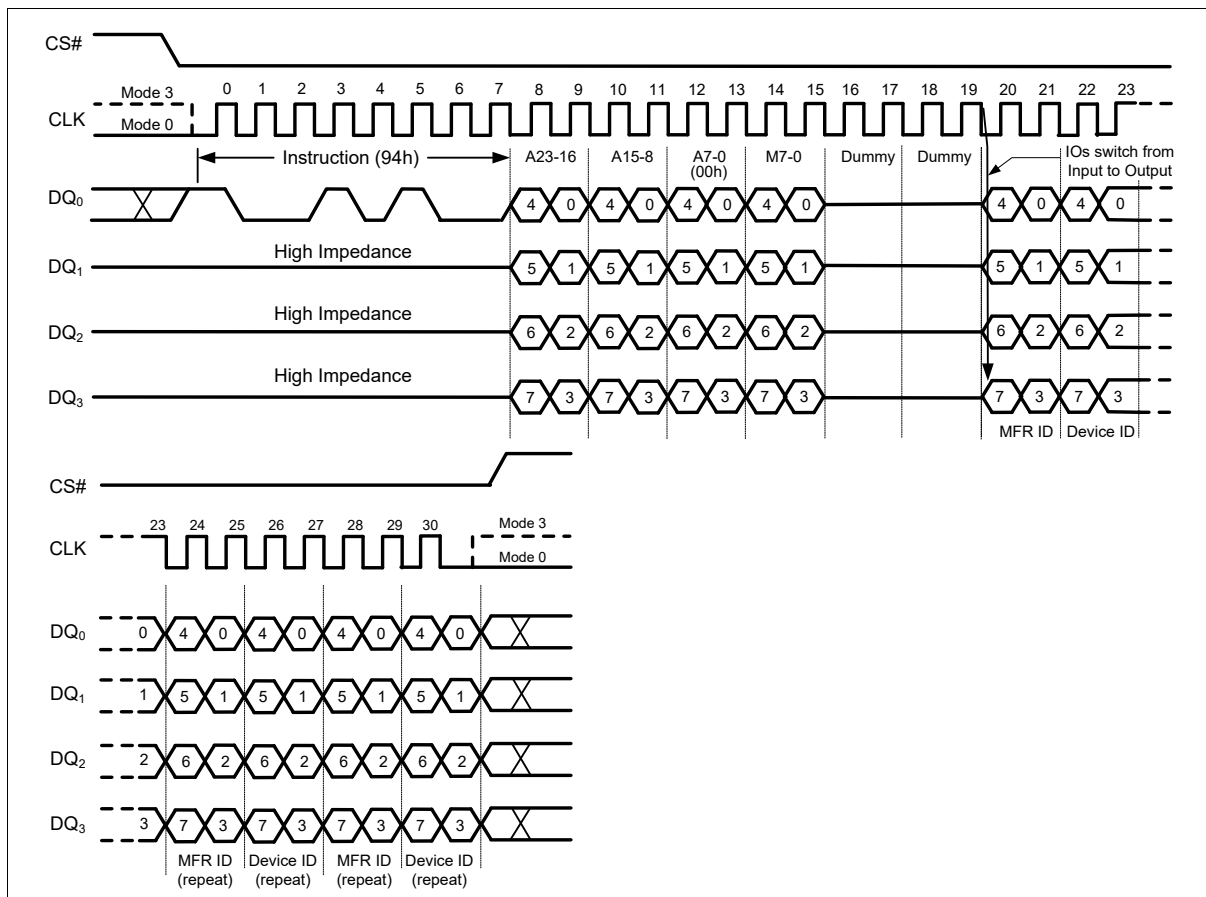 CS#
Mode 3
0 1 2 3 4 5 6 7 8 9 10 11 12 13 14 15 16 17 18 19 20 21 22 23
CLK
Mode 0
Instruction (94h)
A23-16 A15-8 A7-0 M7-0 Dummy Dummy
(00h)
IOs switch from
Input to Output
DQ0 4 0 4 0 4 0 4 0 4 0 4 0
High Impedance
DQ1 5 1 5 1 5 1 5 1 5 1 5 1
High Impedance
DQ2 6 2 6 2 6 2 6 2 6 2 6 2
High Impedance
DQ3 7 3 7 3 7 3 7 3 7 3 7 3
MFR ID Device ID
CS#
23 24 25 26 27 28 29 30 Mode 3
CLK
Mode 0
DQ0 0 4 0 4 0 4 0 4 0
DQ1 1 5 1 5 1 5 1 5 1
DQ2 2 6 2 6 2 6 2 6 2
DQ3 3 7 3 7 3 7 3 7 3
MFR ID Device ID MFR ID Device ID
(repeat) (repeat) (repeat) (repeat)